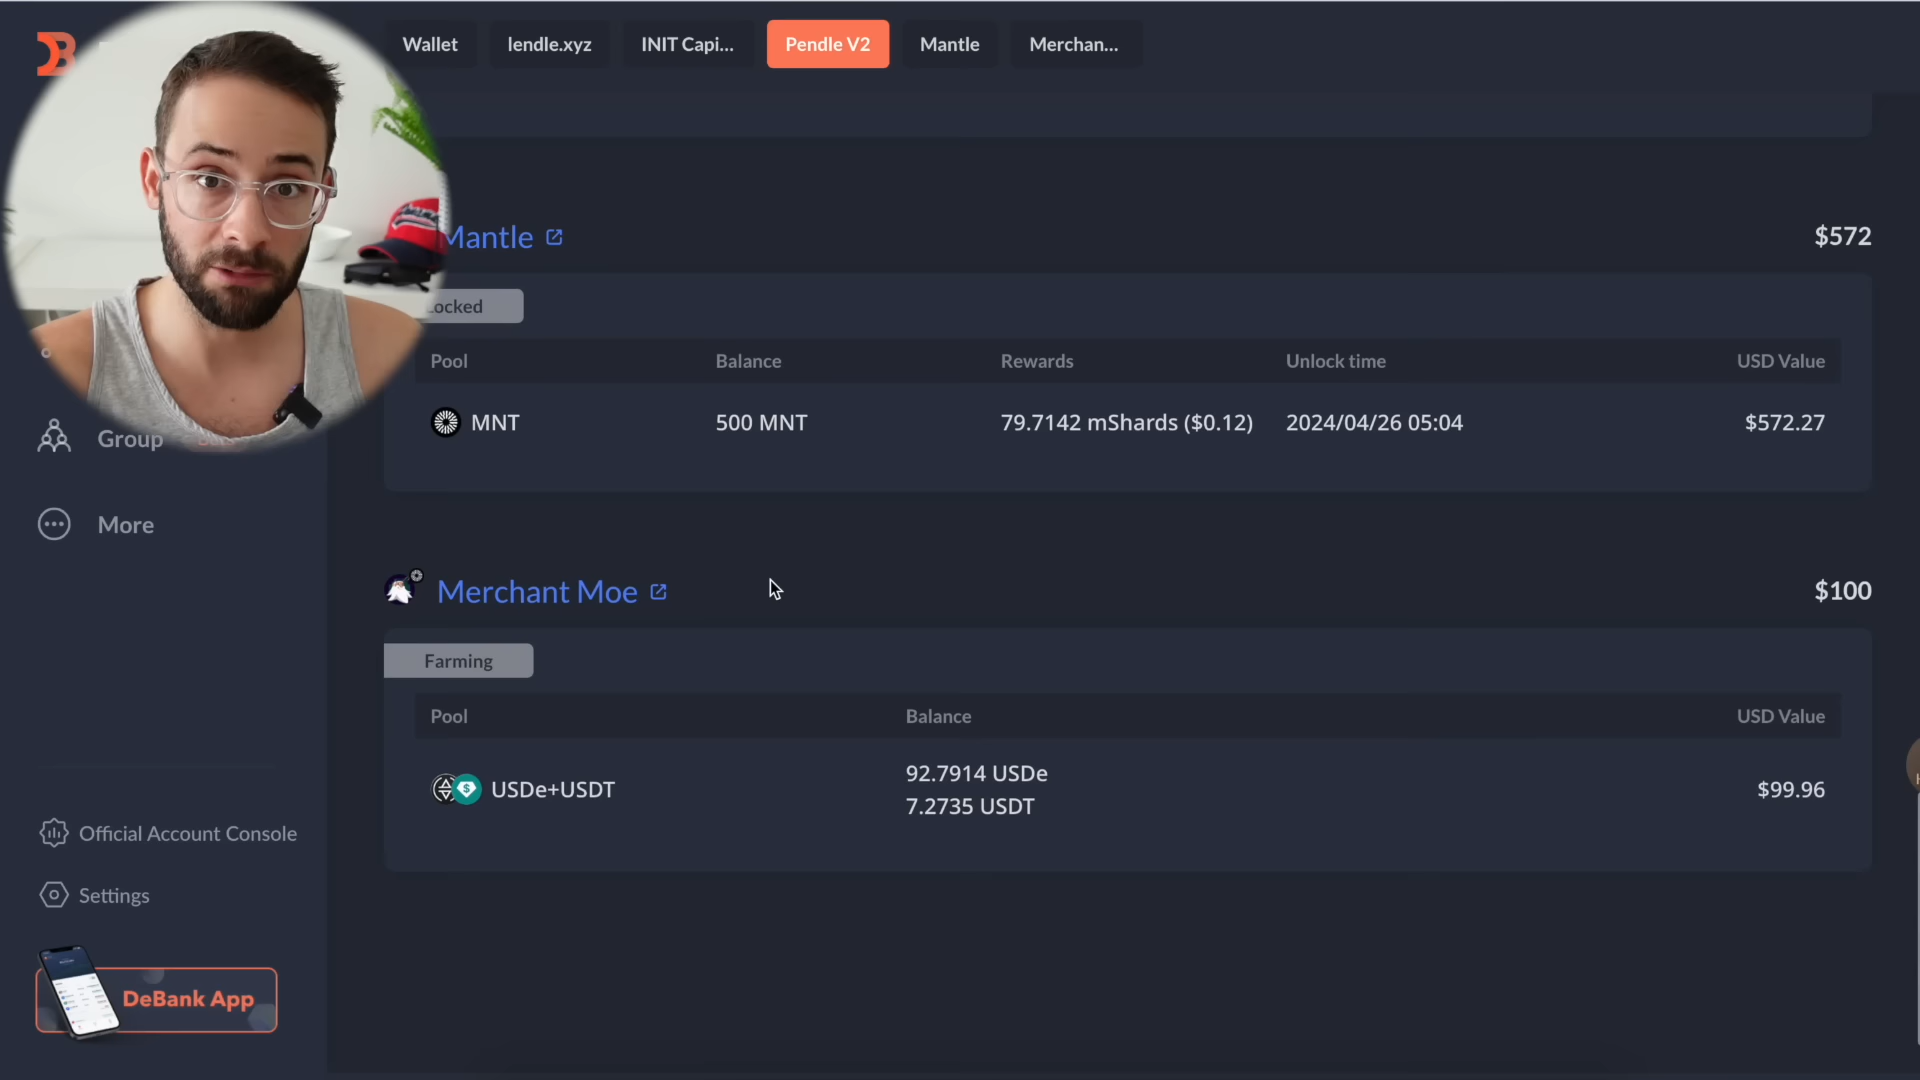 Wallet
lendle.xyz
INIT Capi...
Pendle V2
Mantle
Merchan...
Mantle
$572
Locked
Pool
Balance
Rewards
Unlock time
USD Value
MNT
500 MNT
79.7142 mShards ($0.12)
2024/04/26 05:04
$572.27
Group
More
Merchant Moe
$100
Farming
Pool
Balance
USD Value
USDe+USDT
92.7914 USDe
7.2735 USDT
$99.96
Official Account Console
Settings
DeBank App